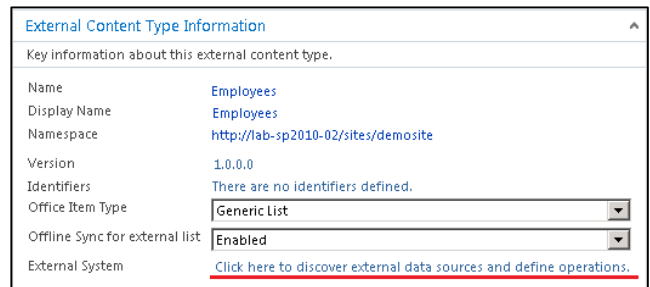 External Content Type Information
Key information about this external content type.
Name Employees
Display Name Employees
Namespace http://lab-sp2010-02/sites/demosite
Version 1.0.0.0
Identifiers There are no identifiers defined.
Office Item Type Generic List
Offline Sync for external list Enabled
External System Click here to discover external data sources and define operations.